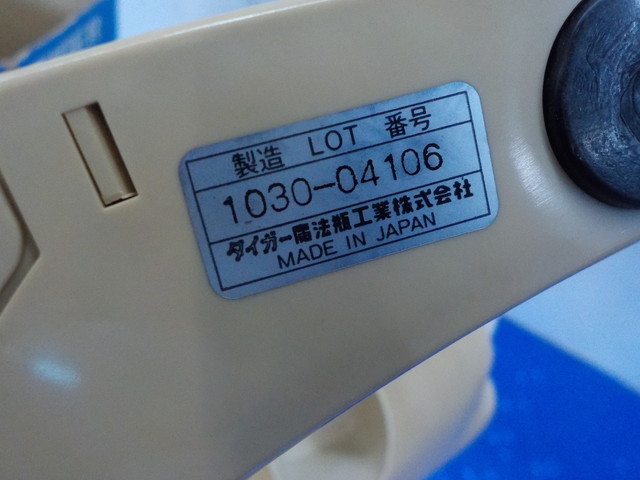 製造 LOT 番号
1030-04106
タイガー魔法瓶工業株式会社
MADE IN JAPAN